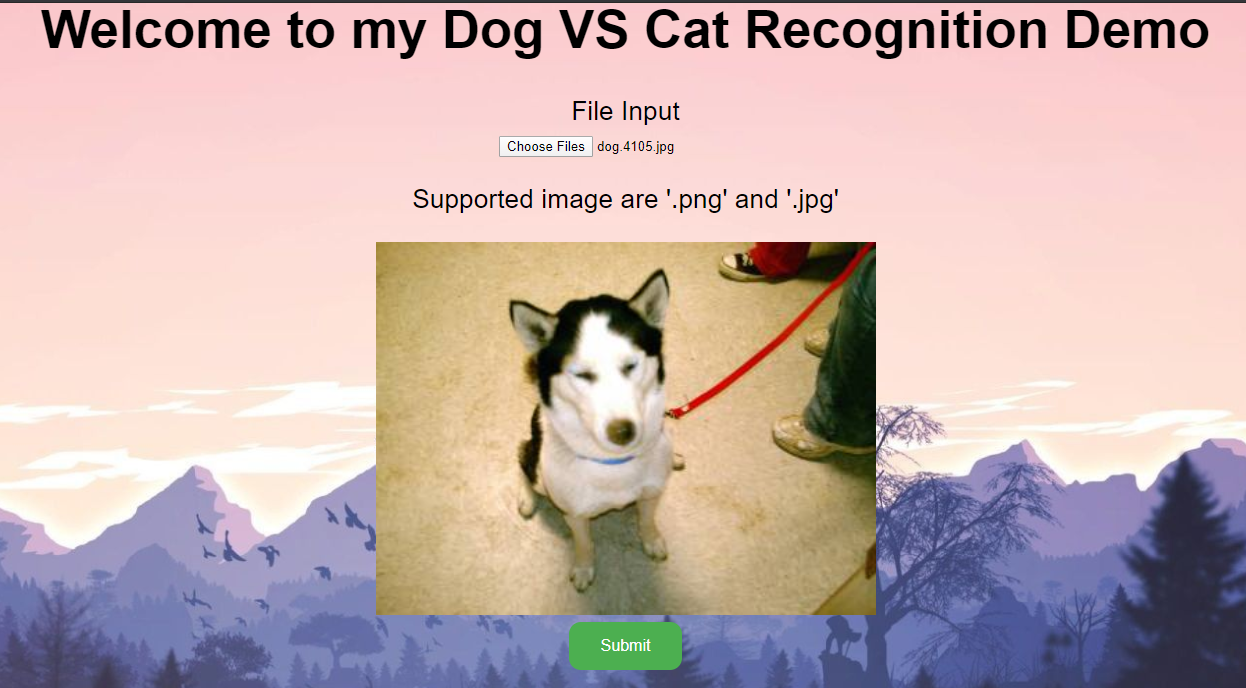 Welcome to my Dog VS Cat Recognition Demo
File Input
Choose Files dog.4105.jpg
Supported image are '.png' and '.jpg'
Submit